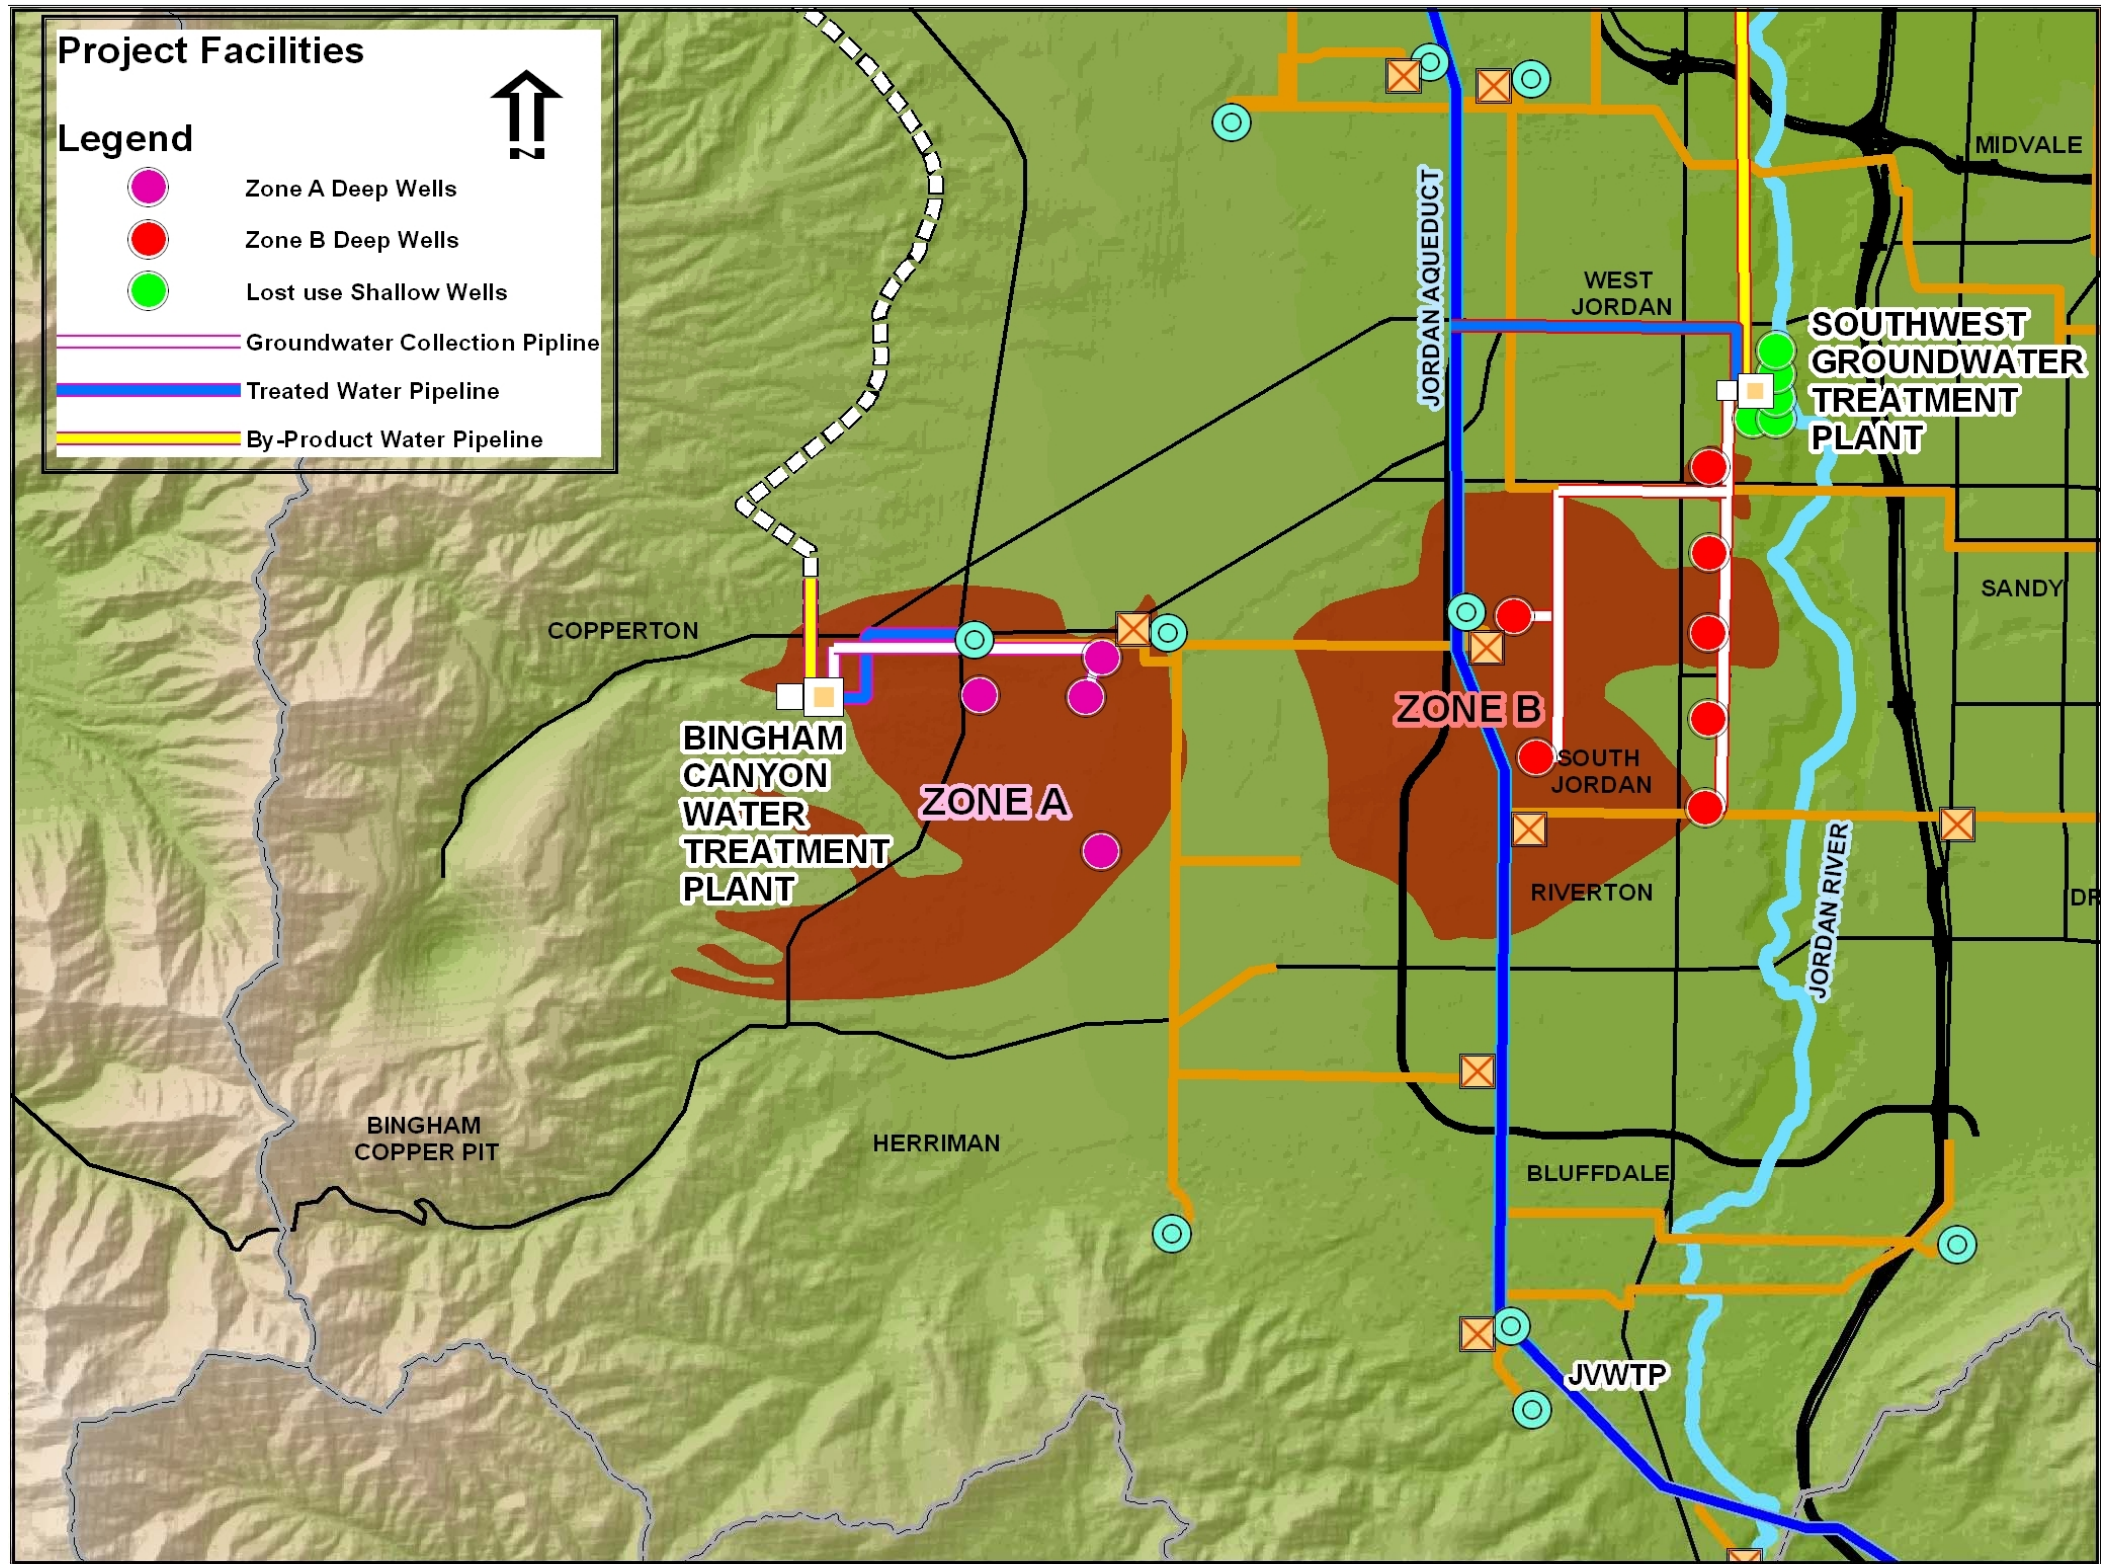 Project Facilities
N
Legend
Zone A Deep Wells
Zone B Deep Wells
Lost use Shallow Wells
Groundwater Collection Pipline
Treated Water Pipeline
By-Product Water Pipeline
MIDVALE
JORDAN AQUEDUCT
WEST
JORDAN
SOUTHWEST
GROUNDWATER
TREATMENT
PLANT
SANDY
COPPERTON
ZONE B
BINGHAM
CANYON
WATER
TREATMENT
PLANT
ZONE A
SOUTH
JORDAN
RIVERTON
JORDAN RIVER
DR
BINGHAM
COPPER PIT
HERRIMAN
BLUFFDALE
JVWTP